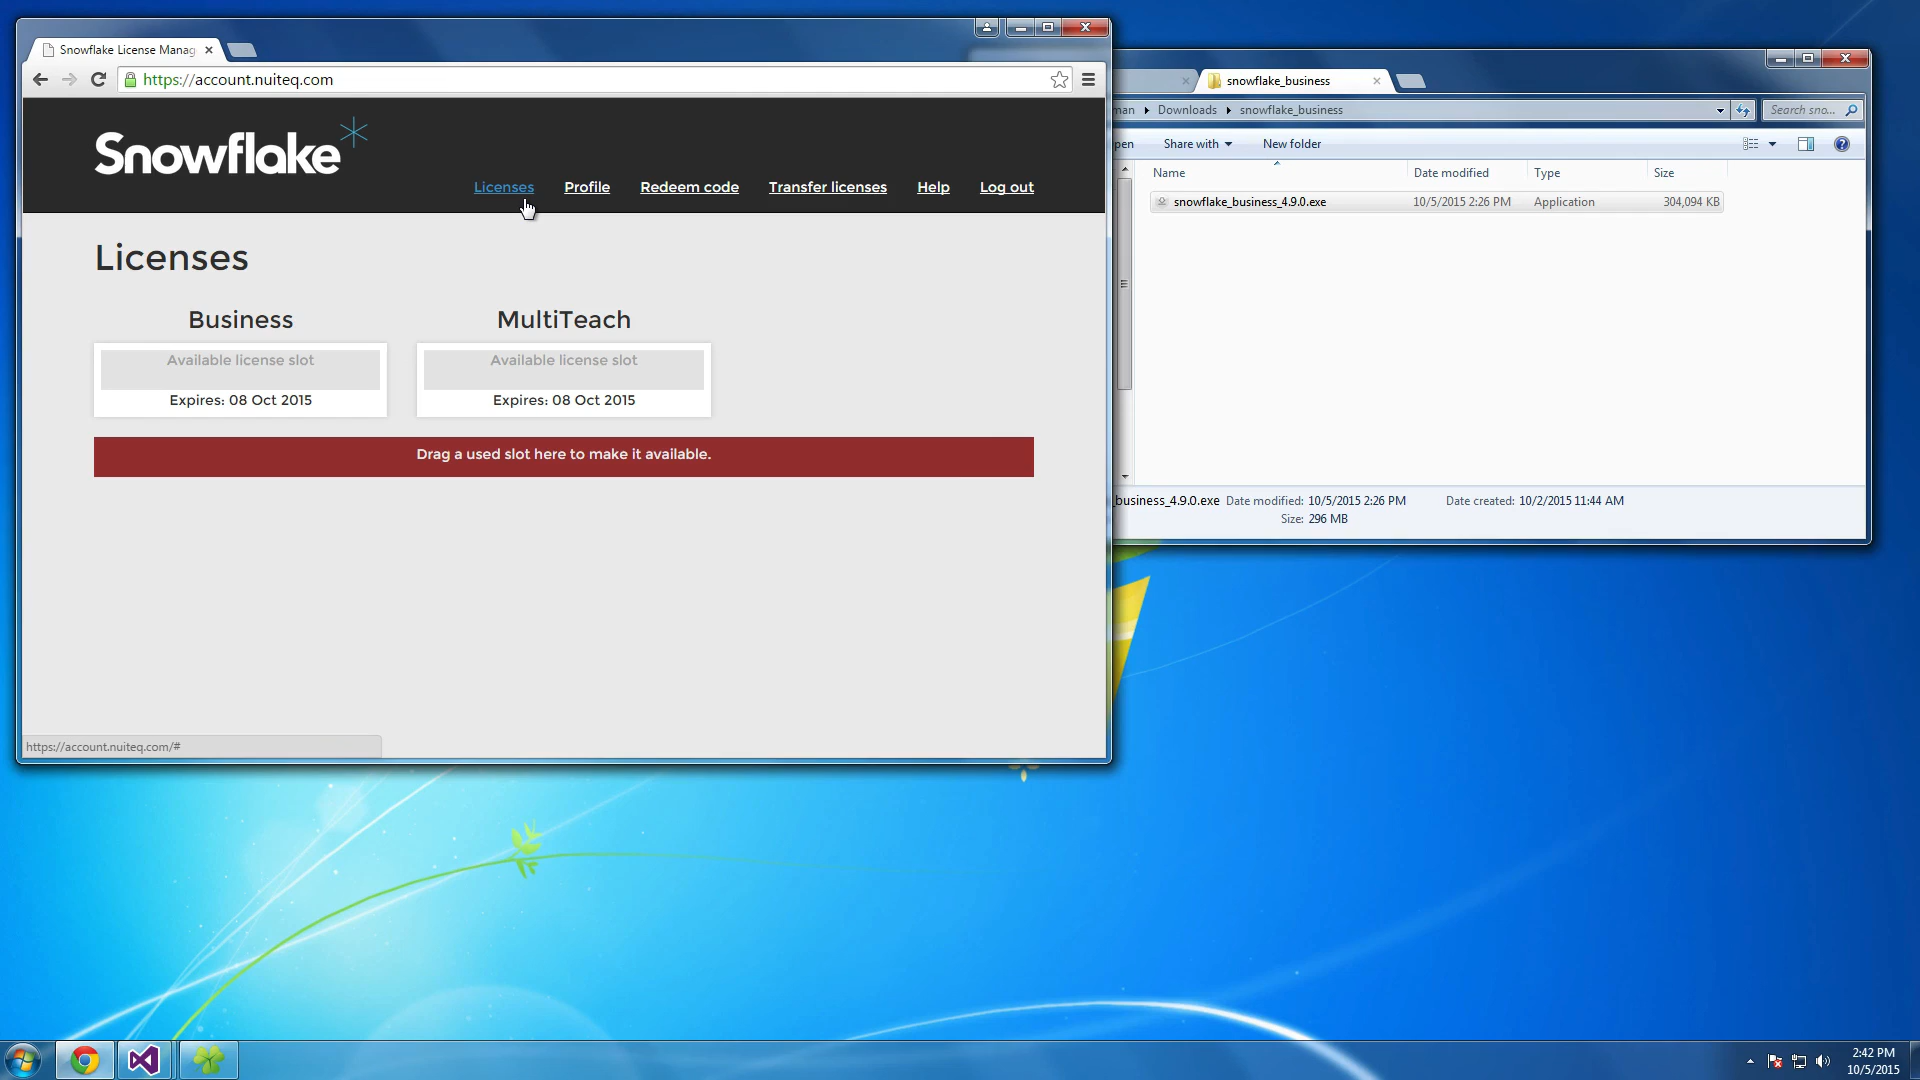 Snowflake License Manag
https://account.nuiteq.com
Snowflake
Licenses
Profile
Redeem code
Transfer licenses
Help
Log out
Licenses
Business
MultiTeach
Available license slot
Available license slot
Expires: 08 Oct 2015
Expires: 08 Oct 2015
Drag a used slot here to make it available.
https://account.nuiteq.com/#
snowflake_business
man
Downloads
snowflake_business
Search sno...
pen
Share with
New folder
Name
Date modified
Type
Size
snowflake_business_4.9.0.exe
10/5/2015 2:26 PM
Application
304,094 KB
_business_4.9.0.exe
Date modified: 10/5/2015 2:26 PM
Date created: 10/2/2015 11:44 AM
Size: 296 MB
2:42 PM
10/5/2015